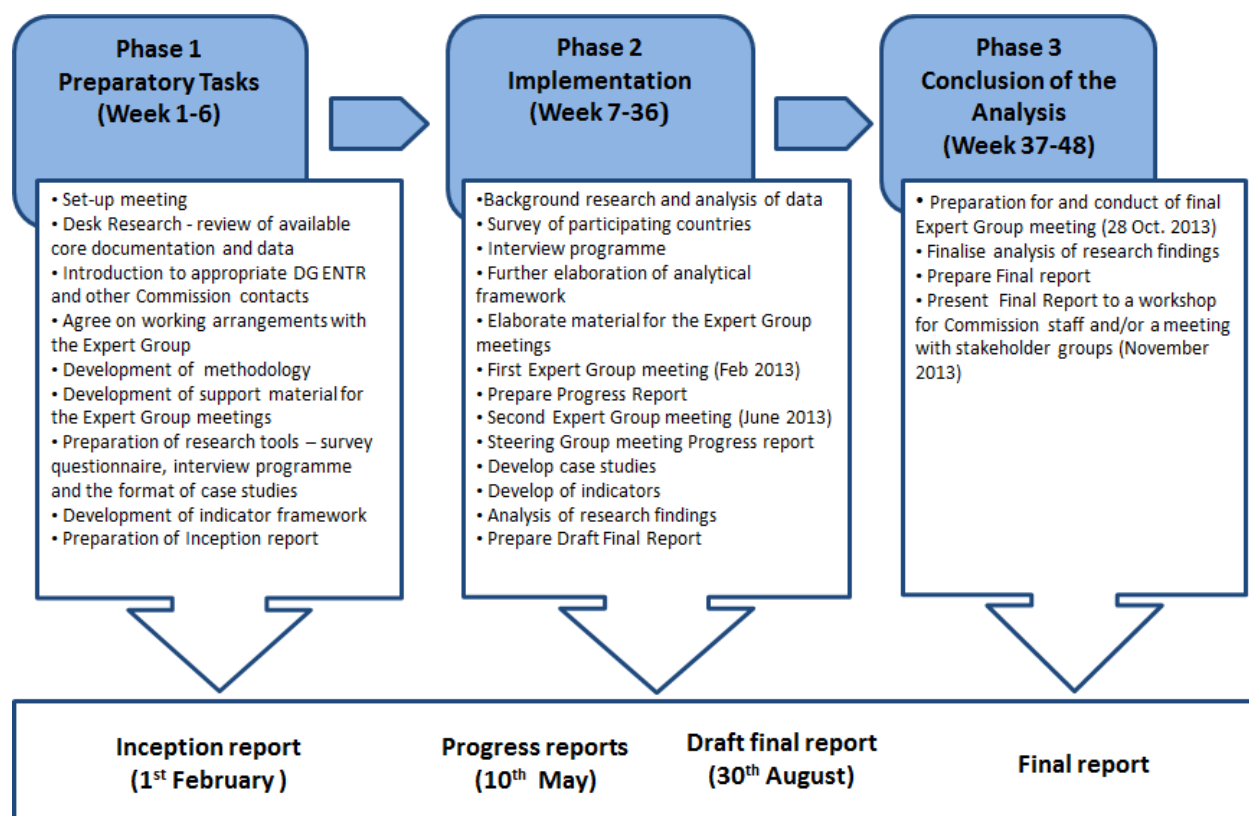 Phase 1
Preparatory Tasks
(Week 1-6)
• Set-up meeting
• Desk Research - review of available
core documentation and data
• Introduction to appropriate DG ENTR
and other Commission contacts
• Agree on working arrangements with
the Expert Group
• Development of methodology
• Development of support material for
the Expert Group meetings
• Preparation of research tools – survey
questionnaire, interview programme
and the format of case studies
• Development of indicator framework
• Preparation of Inception report
Phase 2
Implementation
(Week 7-36)
•Background research and analysis of data
• Survey of participating countries
• Interview programme
• Further elaboration of analytical
framework
• Elaborate material for the Expert Group
meetings
• First Expert Group meeting (Feb 2013)
• Prepare Progress Report
• Second Expert Group meeting (June 2013)
• Steering Group meeting Progress report
• Develop case studies
• Develop of indicators
• Analysis of research findings
• Prepare Draft Final Report
Phase 3
Conclusion of the
Analysis
(Week 37-48)
• Preparation for and conduct of final
Expert Group meeting (28 Oct. 2013)
• Finalise analysis of research findings
• Prepare Final report
• Present Final Report to a workshop
for Commission staff and/or a meeting
with stakeholder groups (November
2013)
Inception report
(1st February )
Progress reports
(10th May)
Draft final report
(30th August)
Final report